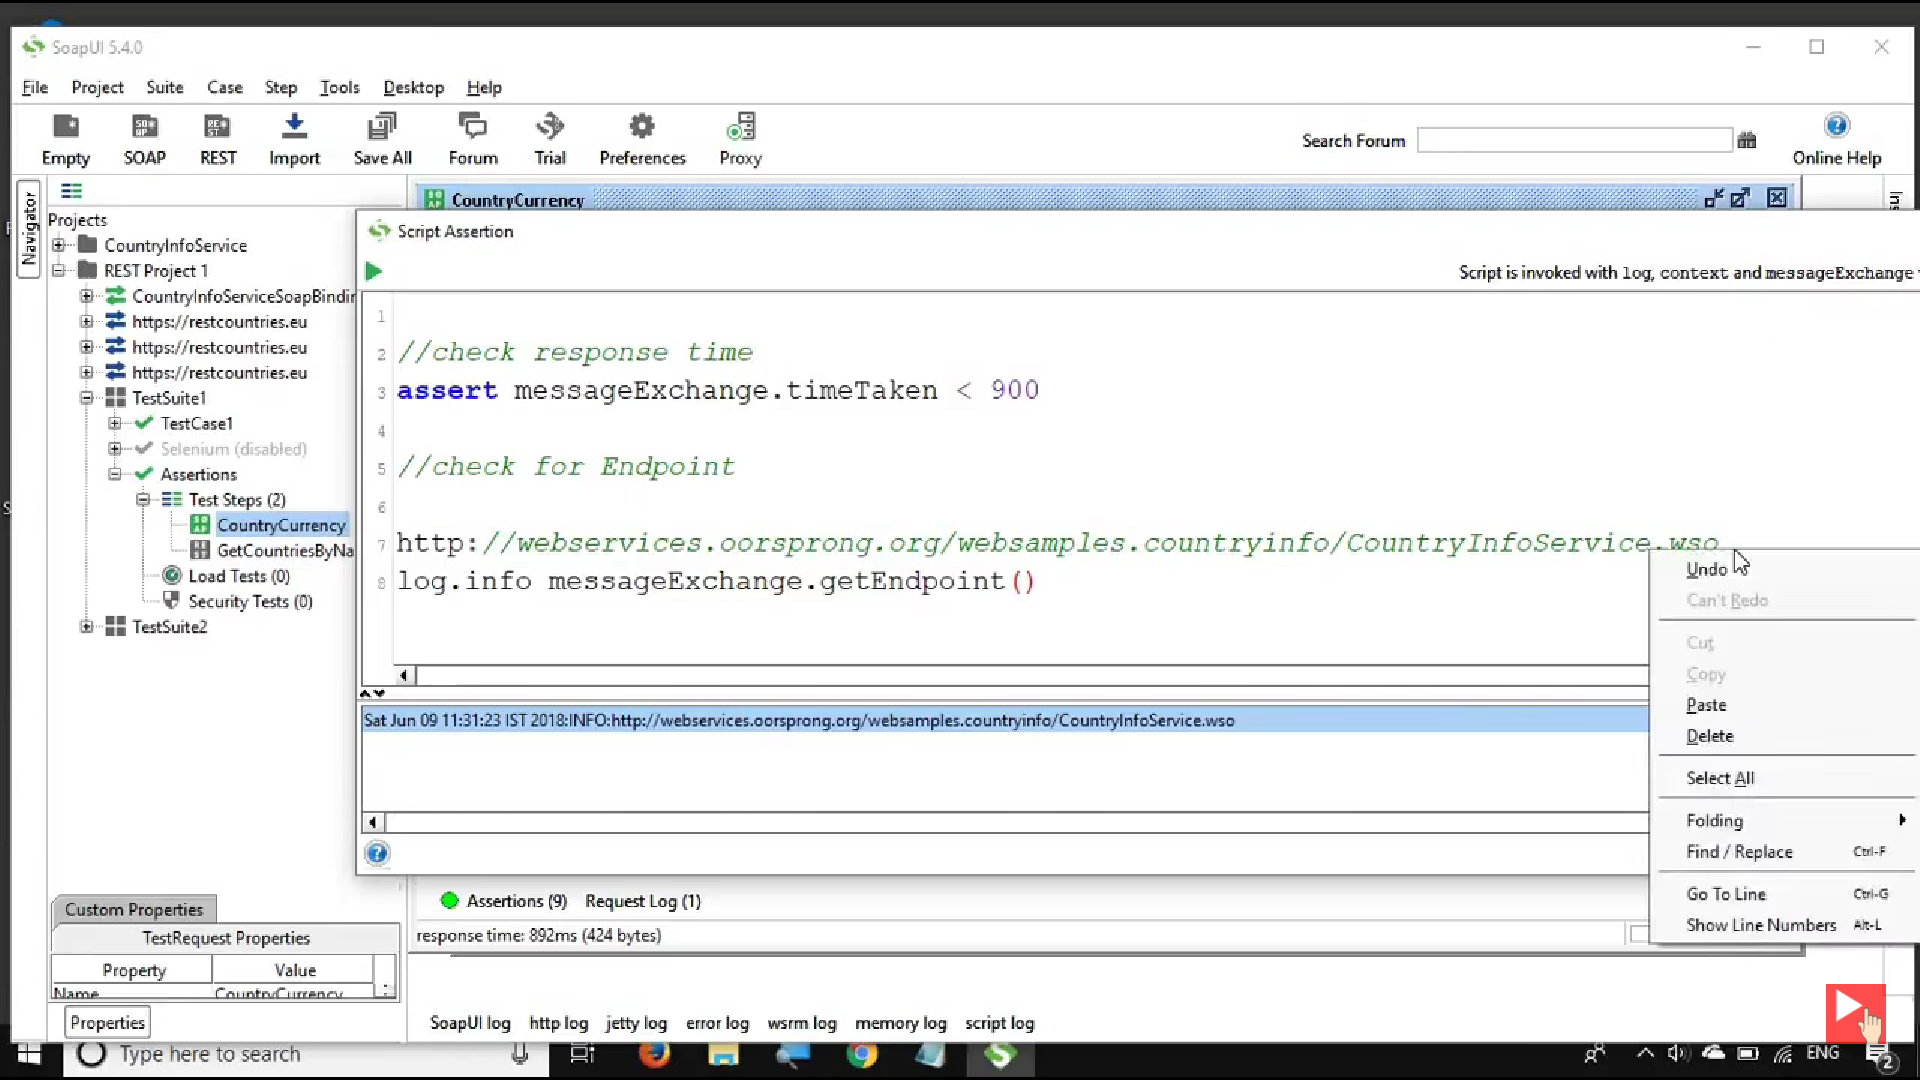 SoapUI 5.4.0
File Project Suite Case Step Tools Desktop Help
Empty SOAP REST Import Save All Forum Trial Preferences Proxy
Search Forum
Online Help
Navigator
Projects
CountryInfoService
REST Project 1
CountryInfoServiceSoapBindin
https://restcountries.eu
https://restcountries.eu
https://restcountries.eu
TestSuite1
TestCase1
Selenium (disabled)
Assertions
Test Steps (2)
CountryCurrency
GetCountriesByNa
Load Tests (0)
Security Tests (0)
TestSuite2
CountryCurrency
Ins
Script Assertion
Script is invoked with log, context and messageExchange
1
2 //check response time
3 assert messageExchange.timeTaken < 900
4
5 //check for Endpoint
6
7 http://webservices.oorsprong.org/websamples.countryinfo/CountryInfoService.wso
8 log.info messageExchange.getEndpoint()
Undo
Can't Redo
Cut
Copy
Paste
Delete
Select All
Folding
Find / Replace Ctrl-F
Go To Line Ctrl-G
Show Line Numbers Alt-L
Sat Jun 09 11:31:23 IST 2018:INFO:http://webservices.oorsprong.org/websamples.countryinfo/CountryInfoService.wso
Assertions (9) Request Log (1)
response time: 892ms (424 bytes)
Custom Properties
TestRequest Properties
Property Value
Name CountryCurrency
Properties
SoapUI log http log jetty log error log wsrm log memory log script log
Type here to search
ENG
2